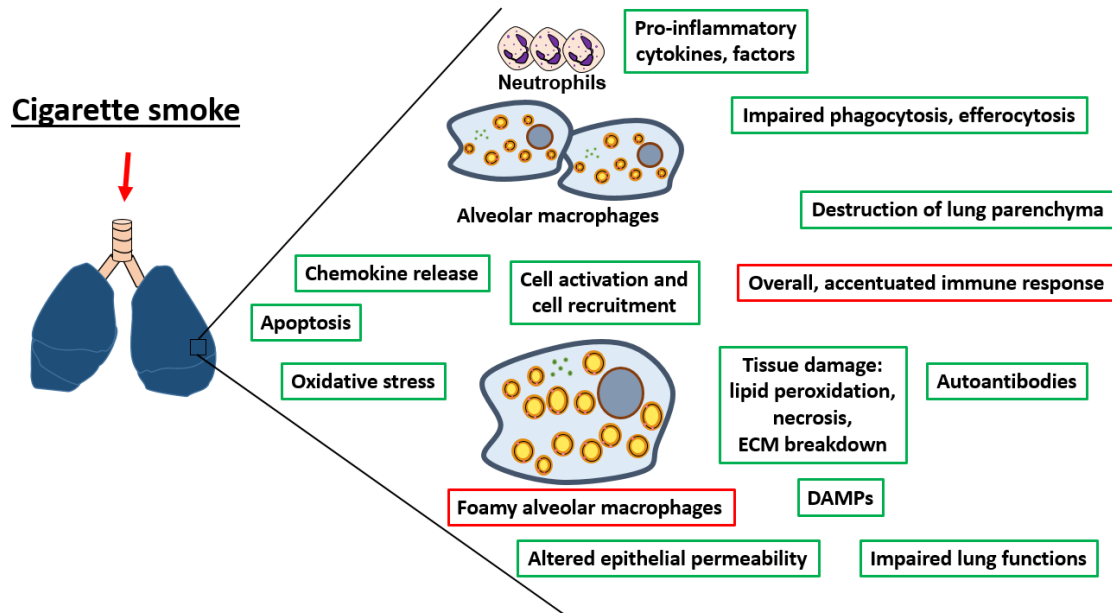 Cigarette smoke
Neutrophils
Pro-inflammatory
cytokines, factors
Impaired phagocytosis, efferocytosis
Alveolar macrophages
Destruction of lung parenchyma
Chemokine release
Cell activation and
cell recruitment
Overall, accentuated immune response
Apoptosis
Oxidative stress
Tissue damage:
lipid peroxidation,
necrosis,
ECM breakdown
Autoantibodies
Foamy alveolar macrophages
DAMPs
Altered epithelial permeability
Impaired lung functions